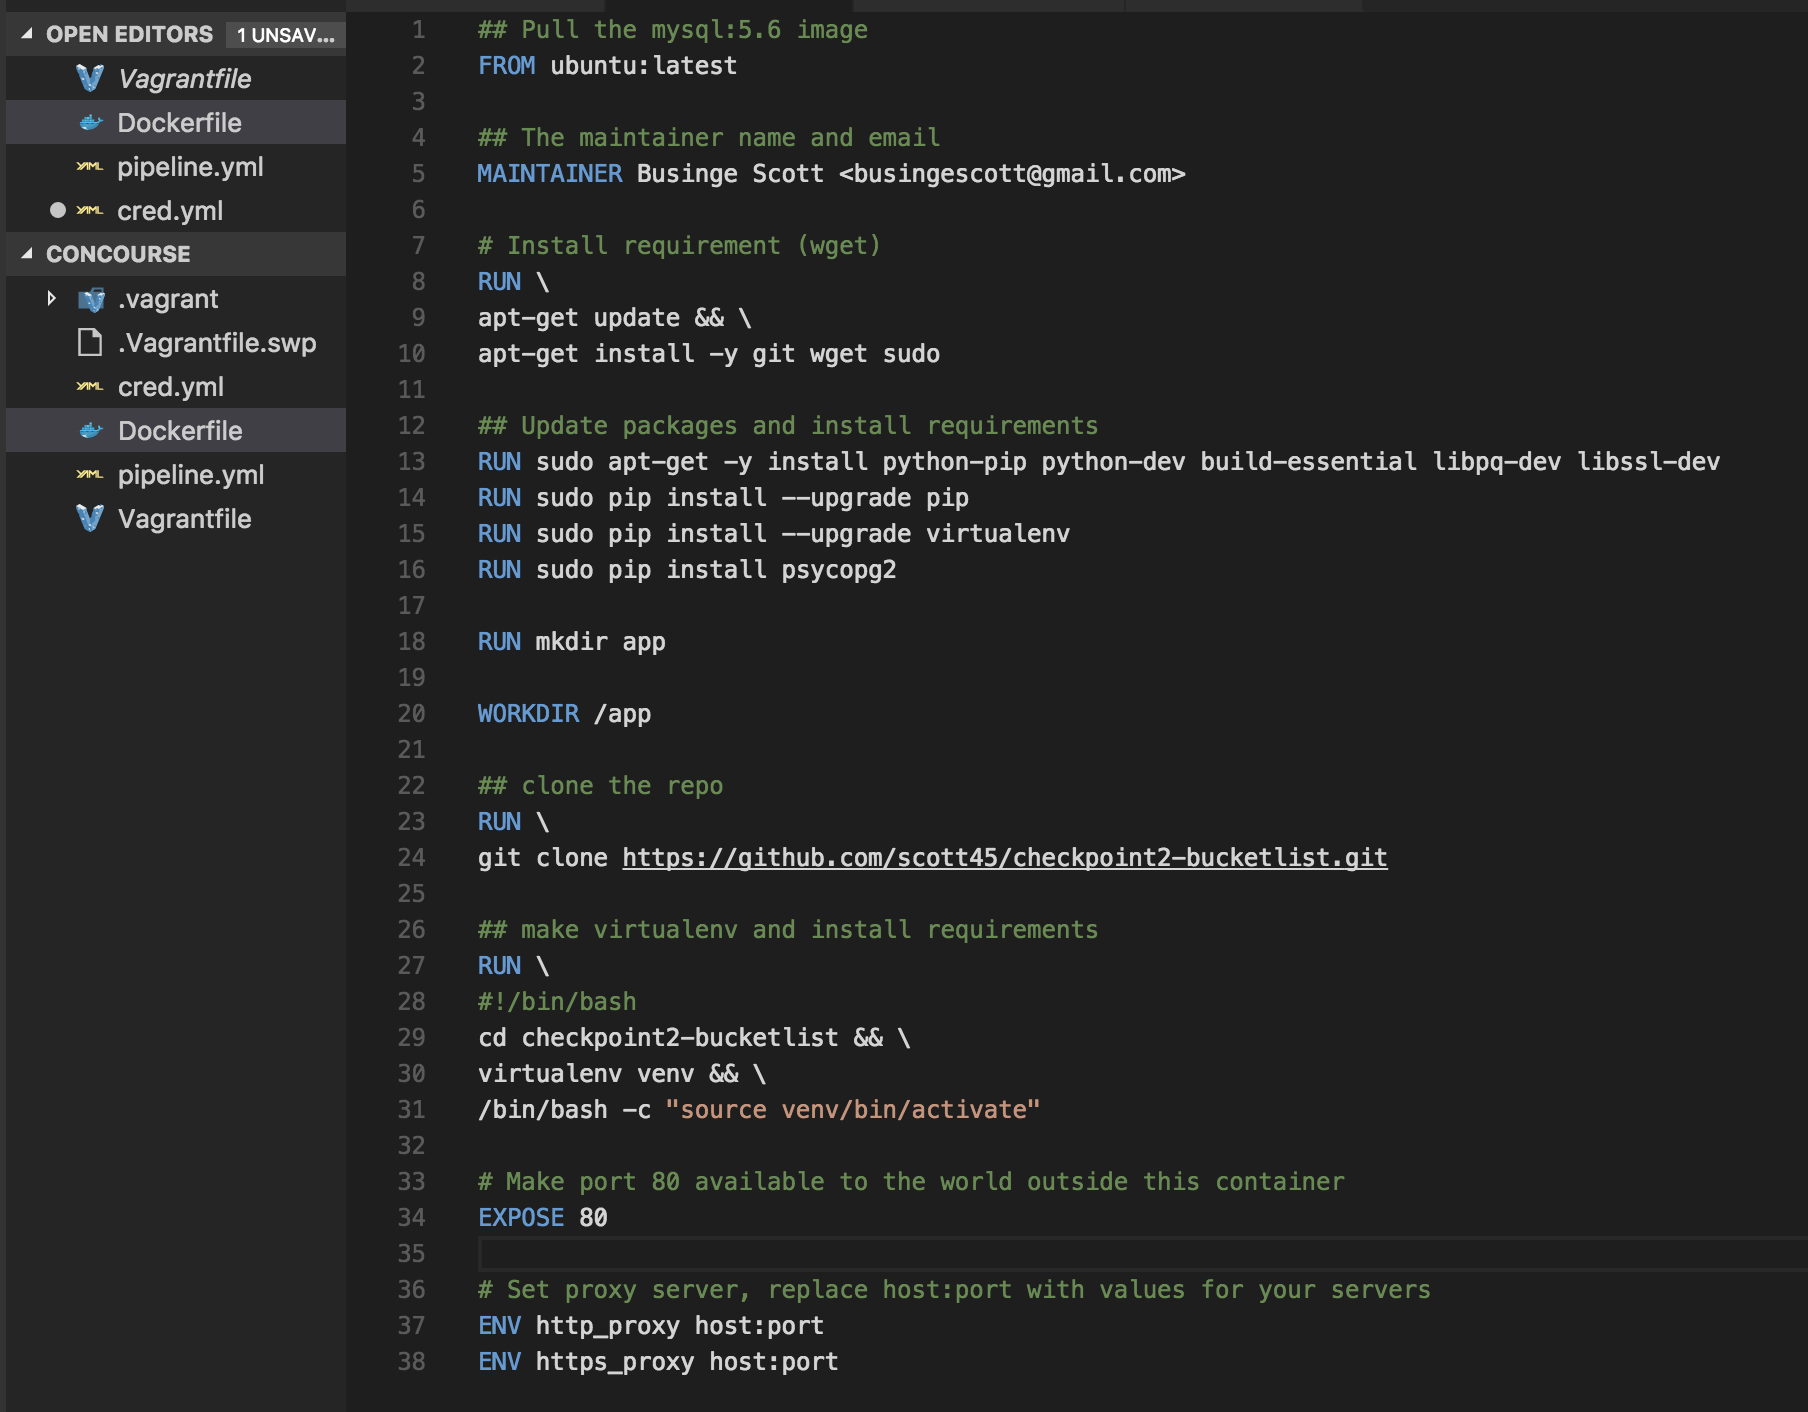 OPEN EDITORS 1 UNSAV...
Vagrantfile
Dockerfile
pipeline.yml
cred.yml
CONCOURSE
.vagrant
.Vagrantfile.swp
cred.yml
Dockerfile
pipeline.yml
Vagrantfile
1 ## Pull the mysql:5.6 image
2 FROM ubuntu:latest
3
4 ## The maintainer name and email
5 MAINTAINER Businge Scott <busingescott@gmail.com>
6
7 # Install requirement (wget)
8 RUN \
9 apt-get update && \
10 apt-get install -y git wget sudo
11
12 ## Update packages and install requirements
13 RUN sudo apt-get -y install python-pip python-dev build-essential libpq-dev libssl-dev
14 RUN sudo pip install --upgrade pip
15 RUN sudo pip install --upgrade virtualenv
16 RUN sudo pip install psycopg2
17
18 RUN mkdir app
19
20 WORKDIR /app
21
22 ## clone the repo
23 RUN \
24 git clone https://github.com/scott45/checkpoint2-bucketlist.git
25
26 ## make virtualenv and install requirements
27 RUN \
28 #!/bin/bash
29 cd checkpoint2-bucketlist && \
30 virtualenv venv && \
31 /bin/bash -c "source venv/bin/activate"
32
33 # Make port 80 available to the world outside this container
34 EXPOSE 80
35
36 # Set proxy server, replace host:port with values for your servers
37 ENV http_proxy host:port
38 ENV https_proxy host:port